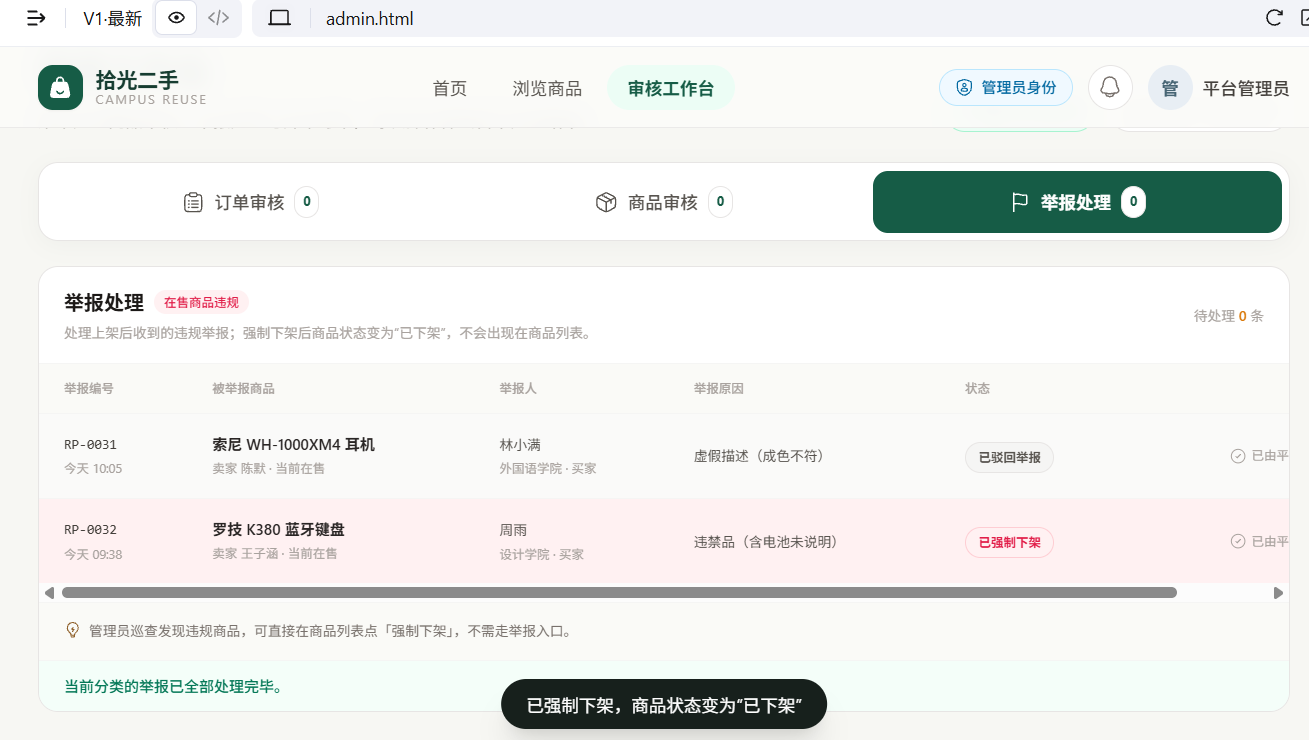 V1·最新
admin.html
拾光二手
CAMPUS REUSE
首页
浏览商品
审核工作台
管理员身份
管
平台管理员
订单审核 0
商品审核 0
举报处理 0
举报处理 在售商品违规
处理上架后收到的违规举报；强制下架后商品状态变为“已下架”，不会出现在商品列表。
待处理 0 条
举报编号 被举报商品 举报人 举报原因 状态
RP-0031 索尼 WH-1000XM4 耳机 林小满 虚假描述（成色不符） 已驳回举报 已由平
今天 10:05 卖家 陈默 · 当前在售 外国语学院 · 买家
RP-0032 罗技 K380 蓝牙键盘 周雨 违禁品（含电池未说明） 已强制下架 已由平
今天 09:38 卖家 王子涵 · 当前在售 设计学院 · 买家
管理员巡查发现违规商品，可直接在商品列表点「强制下架」，不需走举报入口。
当前分类的举报已全部处理完毕。
已强制下架，商品状态变为“已下架”